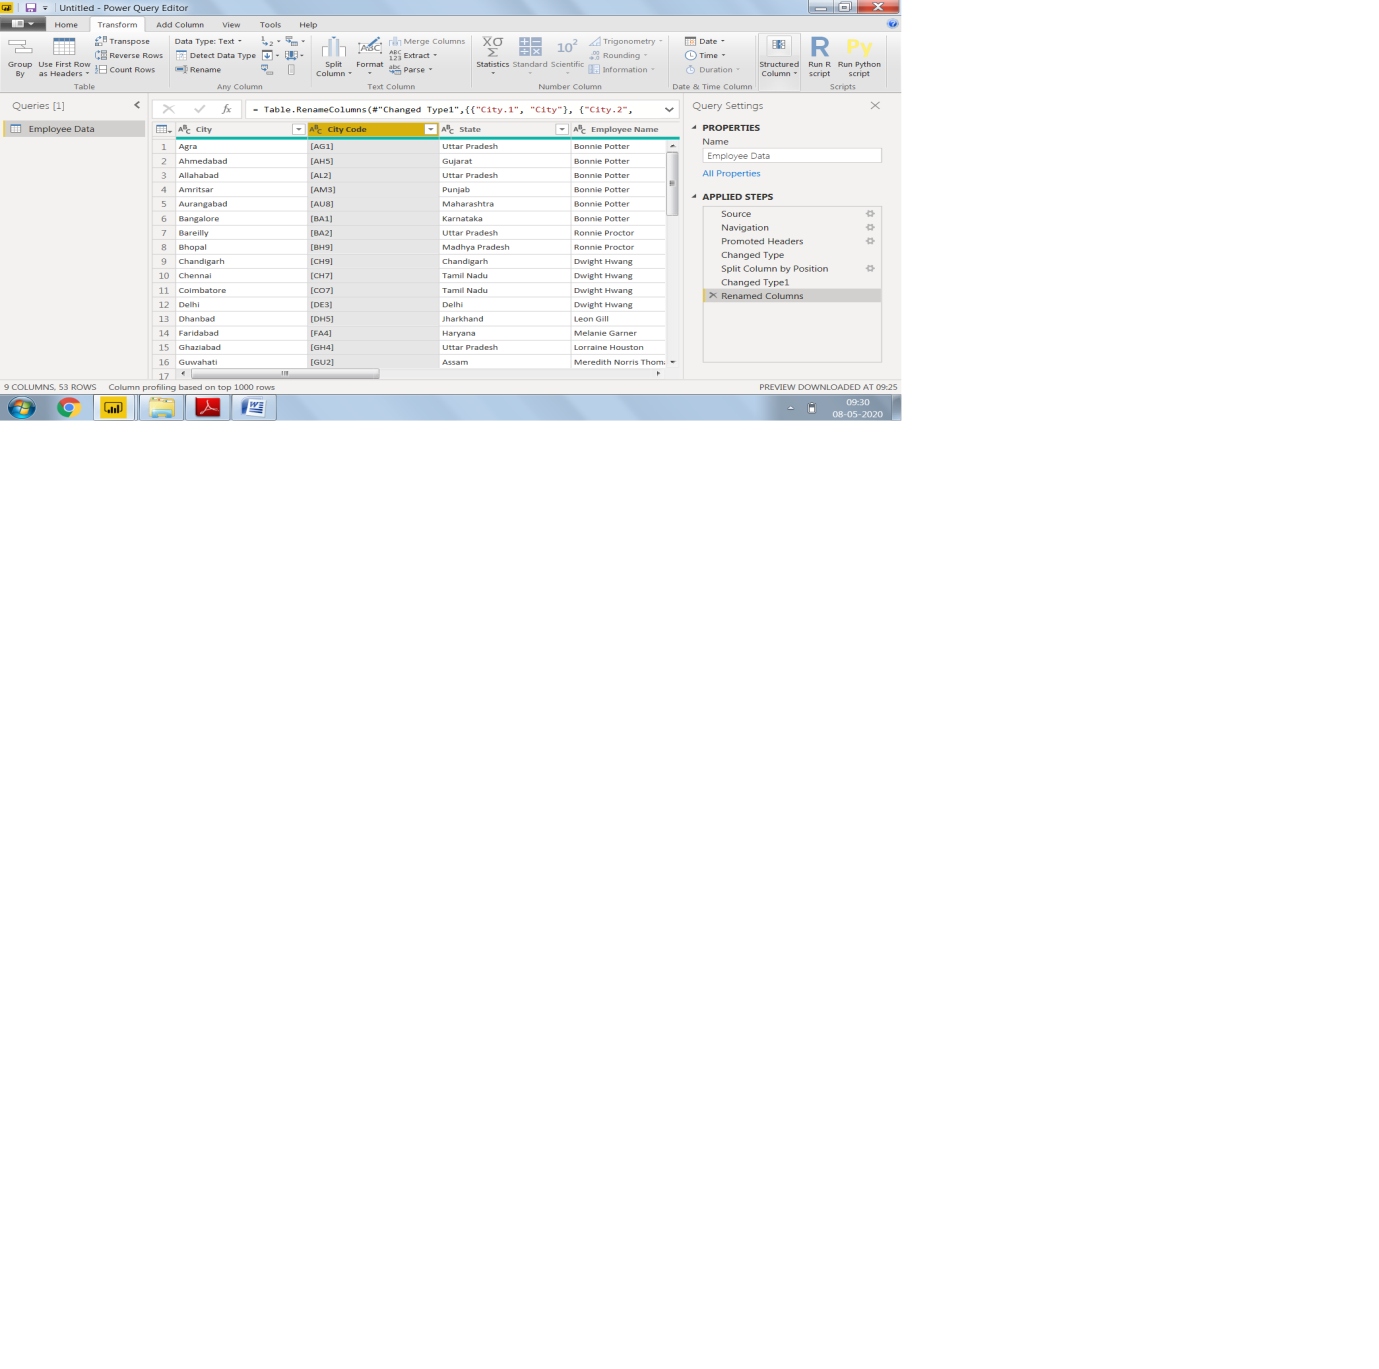 Untitled - Power Query Editor
Home Transform Add Column View Tools Help
Group By
Use First Row as Headers
Transpose
Reverse Rows
Count Rows
Table
Data Type: Text
Detect Data Type
Rename
Any Column
Split Column
Format
ABC
Merge Columns
ABC 123 Extract
abc Parse
Text Column
XΟ Σ
Statistics
Standard
10²
Scientific
Trigonometry
Rounding
Information
Number Column
Date
Time
Duration
Date & Time Column
Structured Column
R
Run R script
Py
Run Python script
Scripts
Queries [1]
Employee Data
fx
= Table.RenameColumns(#"Changed Type1",{{"City.1", "City"}, {"City.2",
City City Code State Employee Name
1 Agra [AG1] Uttar Pradesh Bonnie Potter
2 Ahmedabad [AH5] Gujarat Bonnie Potter
3 Allahabad [AL2] Uttar Pradesh Bonnie Potter
4 Amritsar [AM3] Punjab Bonnie Potter
5 Aurangabad [AU8] Maharashtra Bonnie Potter
6 Bangalore [BA1] Karnataka Bonnie Potter
7 Bareilly [BA2] Uttar Pradesh Ronnie Proctor
8 Bhopal [BH9] Madhya Pradesh Ronnie Proctor
9 Chandigarh [CH9] Chandigarh Dwight Hwang
10 Chennai [CH7] Tamil Nadu Dwight Hwang
11 Coimbatore [CO7] Tamil Nadu Dwight Hwang
12 Delhi [DE3] Delhi Dwight Hwang
13 Dhanbad [DH5] Jharkhand Leon Gill
14 Faridabad [FA4] Haryana Melanie Garner
15 Ghaziabad [GH4] Uttar Pradesh Lorraine Houston
16 Guwahati [GU2] Assam Meredith Norris Thom
17
Query Settings
PROPERTIES
Name
Employee Data
All Properties
APPLIED STEPS
Source
Navigation
Promoted Headers
Changed Type
Split Column by Position
Changed Type1
Renamed Columns
9 COLUMNS, 53 ROWS Column profiling based on top 1000 rows
PREVIEW DOWNLOADED AT 09:25
09:30
08-05-2020